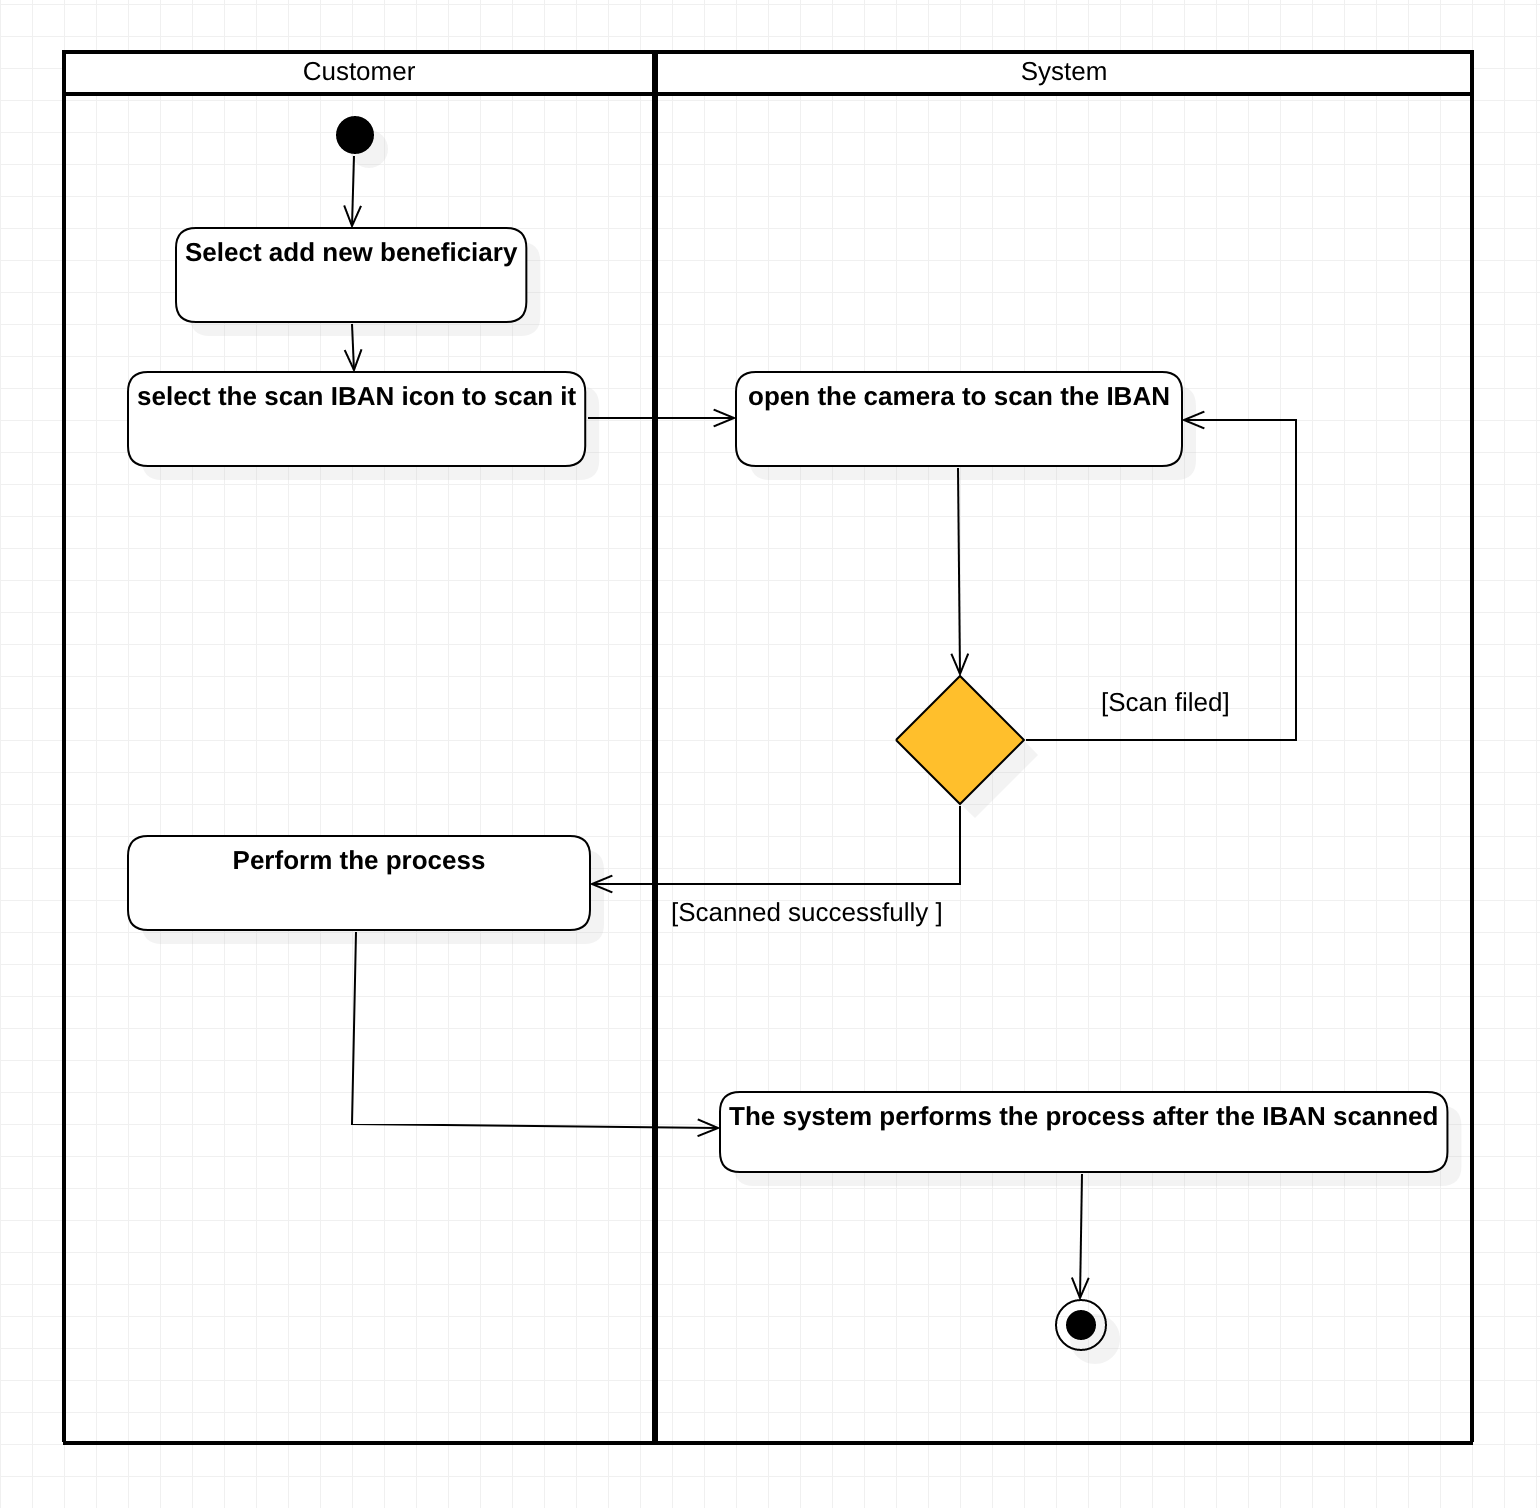 Customer
System
Select add new beneficiary
select the scan IBAN icon to scan it
open the camera to scan the IBAN
[Scan filed]
Perform the process
[Scanned successfully ]
The system performs the process after the IBAN scanned